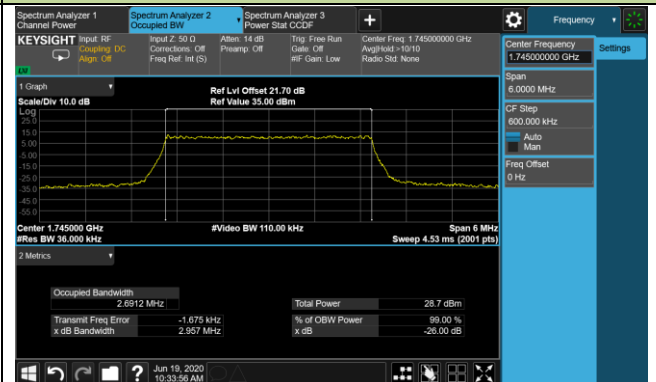 Spectrum Analyzer 1
Channel Power
Spectrum Analyzer 2
Occupied BW
Spectrum Analyzer 3
Power Stat CCDF
Frequency
KEYSIGHT
Input: RF
Coupling: DC
Align: Off
Input Z: 50 Ω
Corrections: Off
Freq Ref: Int (S)
Atten: 14 dB
Preamp: Off
Trig: Free Run
Gate: Off
#IF Gain: Low
Center Freq: 1.745000000 GHz
Avg|Hold:>10/10
Radio Std: None
LXI
1 Graph
Scale/Div 10.0 dB
Ref Lvl Offset 21.70 dB
Ref Value 35.00 dBm
Log
25.0
15.0
5.00
-5.00
-15.0
-25.0
-35.0
-45.0
-55.0
Center 1.745000 GHz
#Res BW 36.000 kHz
#Video BW 110.00 kHz
Span 6 MHz
Sweep 4.53 ms (2001 pts)
2 Metrics
Occupied Bandwidth
2.6912 MHz
Transmit Freq Error -1.675 kHz
x dB Bandwidth 2.957 MHz
Total Power 28.7 dBm
% of OBW Power 99.00 %
x dB -26.00 dB
Center Frequency
1.745000000 GHz
Settings
Span
6.0000 MHz
CF Step
600.000 kHz
Auto
Man
Freq Offset
0 Hz
Jun 19, 2020
10:33:56 AM